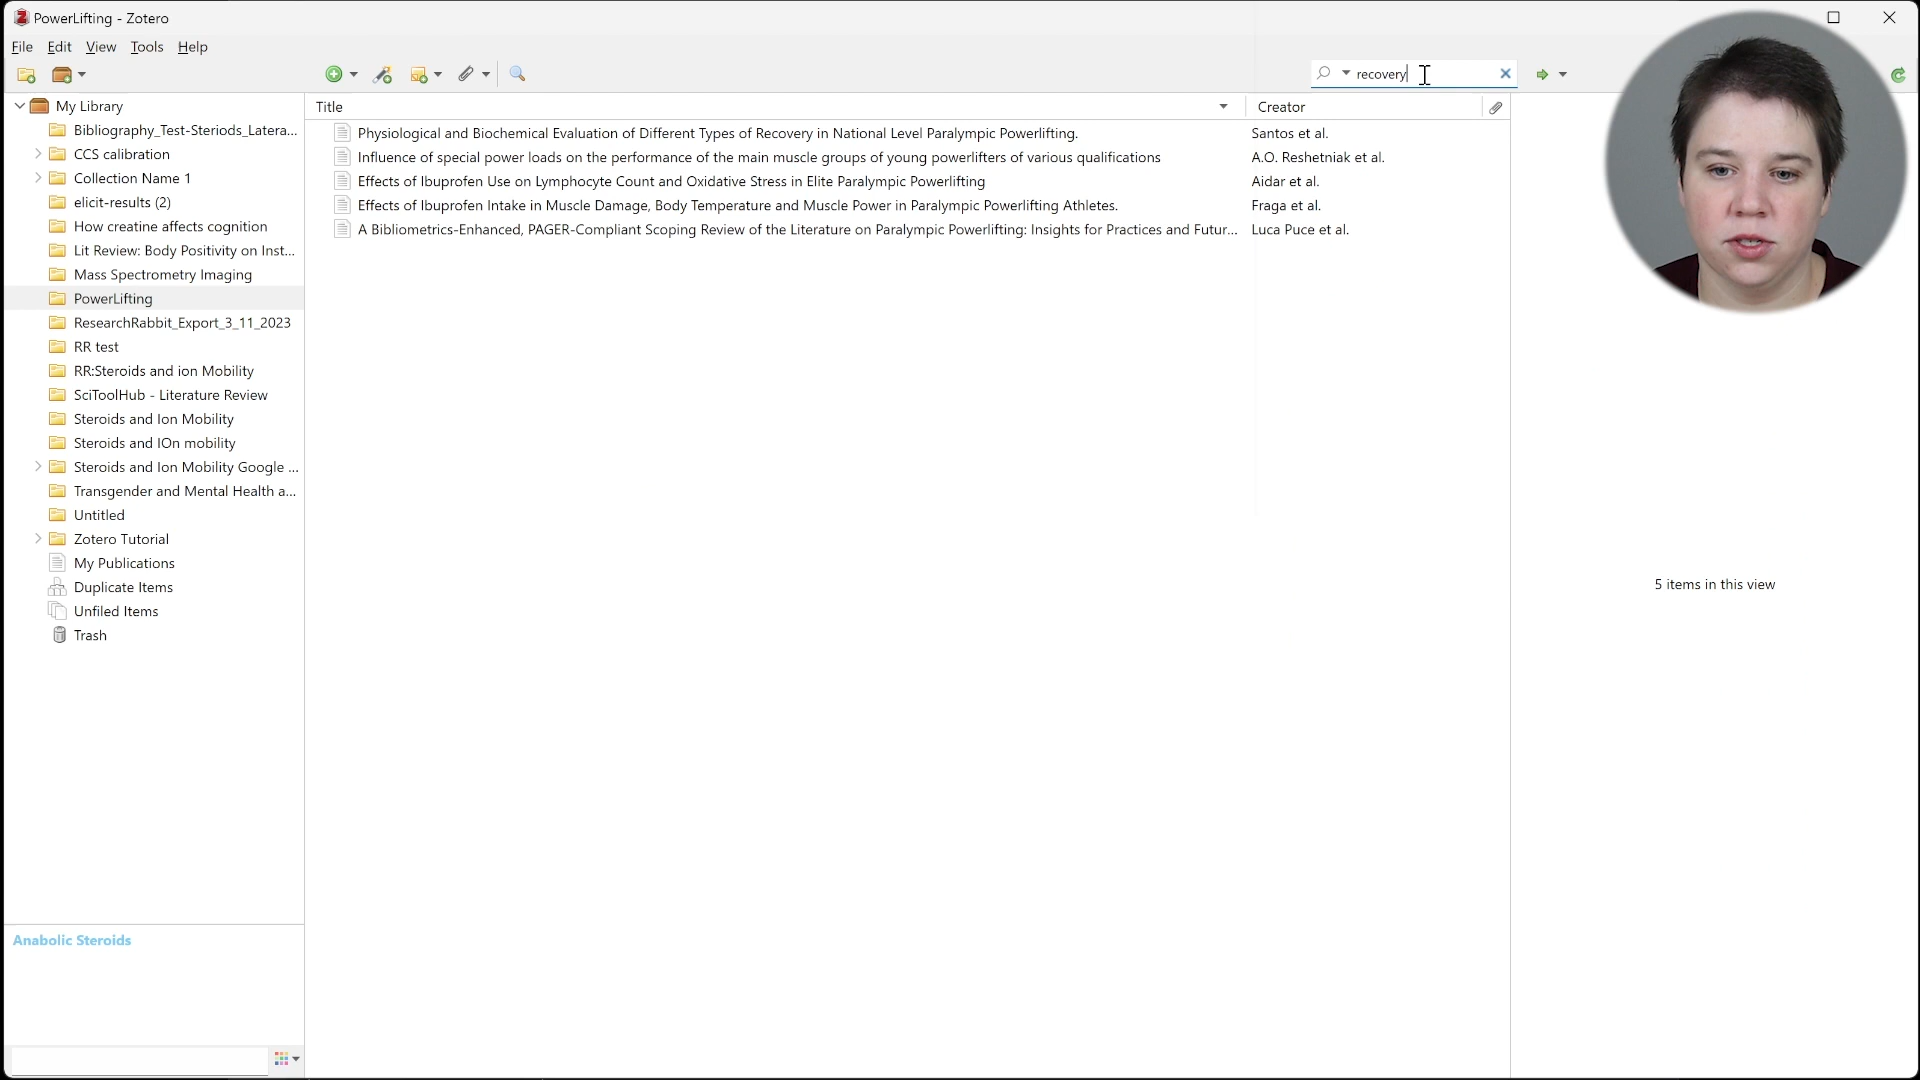 PowerLifting - Zotero
File Edit View Tools Help
recovery
My Library
Bibliography_Test-Steriods_Latera...
CCS calibration
Collection Name 1
elicit-results (2)
How creatine affects cognition
Lit Review: Body Positivity on Inst...
Mass Spectrometry Imaging
PowerLifting
ResearchRabbit_Export_3_11_2023
RR test
RR:Steroids and ion Mobility
SciToolHub - Literature Review
Steroids and Ion Mobility
Steroids and IOn mobility
Steroids and Ion Mobility Google ...
Transgender and Mental Health a...
Untitled
Zotero Tutorial
My Publications
Duplicate Items
Unfiled Items
Trash
Anabolic Steroids
Title Creator
Physiological and Biochemical Evaluation of Different Types of Recovery in National Level Paralympic Powerlifting. Santos et al.
Influence of special power loads on the performance of the main muscle groups of young powerlifters of various qualifications A.O. Reshetniak et al.
Effects of Ibuprofen Use on Lymphocyte Count and Oxidative Stress in Elite Paralympic Powerlifting Aidar et al.
Effects of Ibuprofen Intake in Muscle Damage, Body Temperature and Muscle Power in Paralympic Powerlifting Athletes. Fraga et al.
A Bibliometrics-Enhanced, PAGER-Compliant Scoping Review of the Literature on Paralympic Powerlifting: Insights for Practices and Futur... Luca Puce et al.
5 items in this view